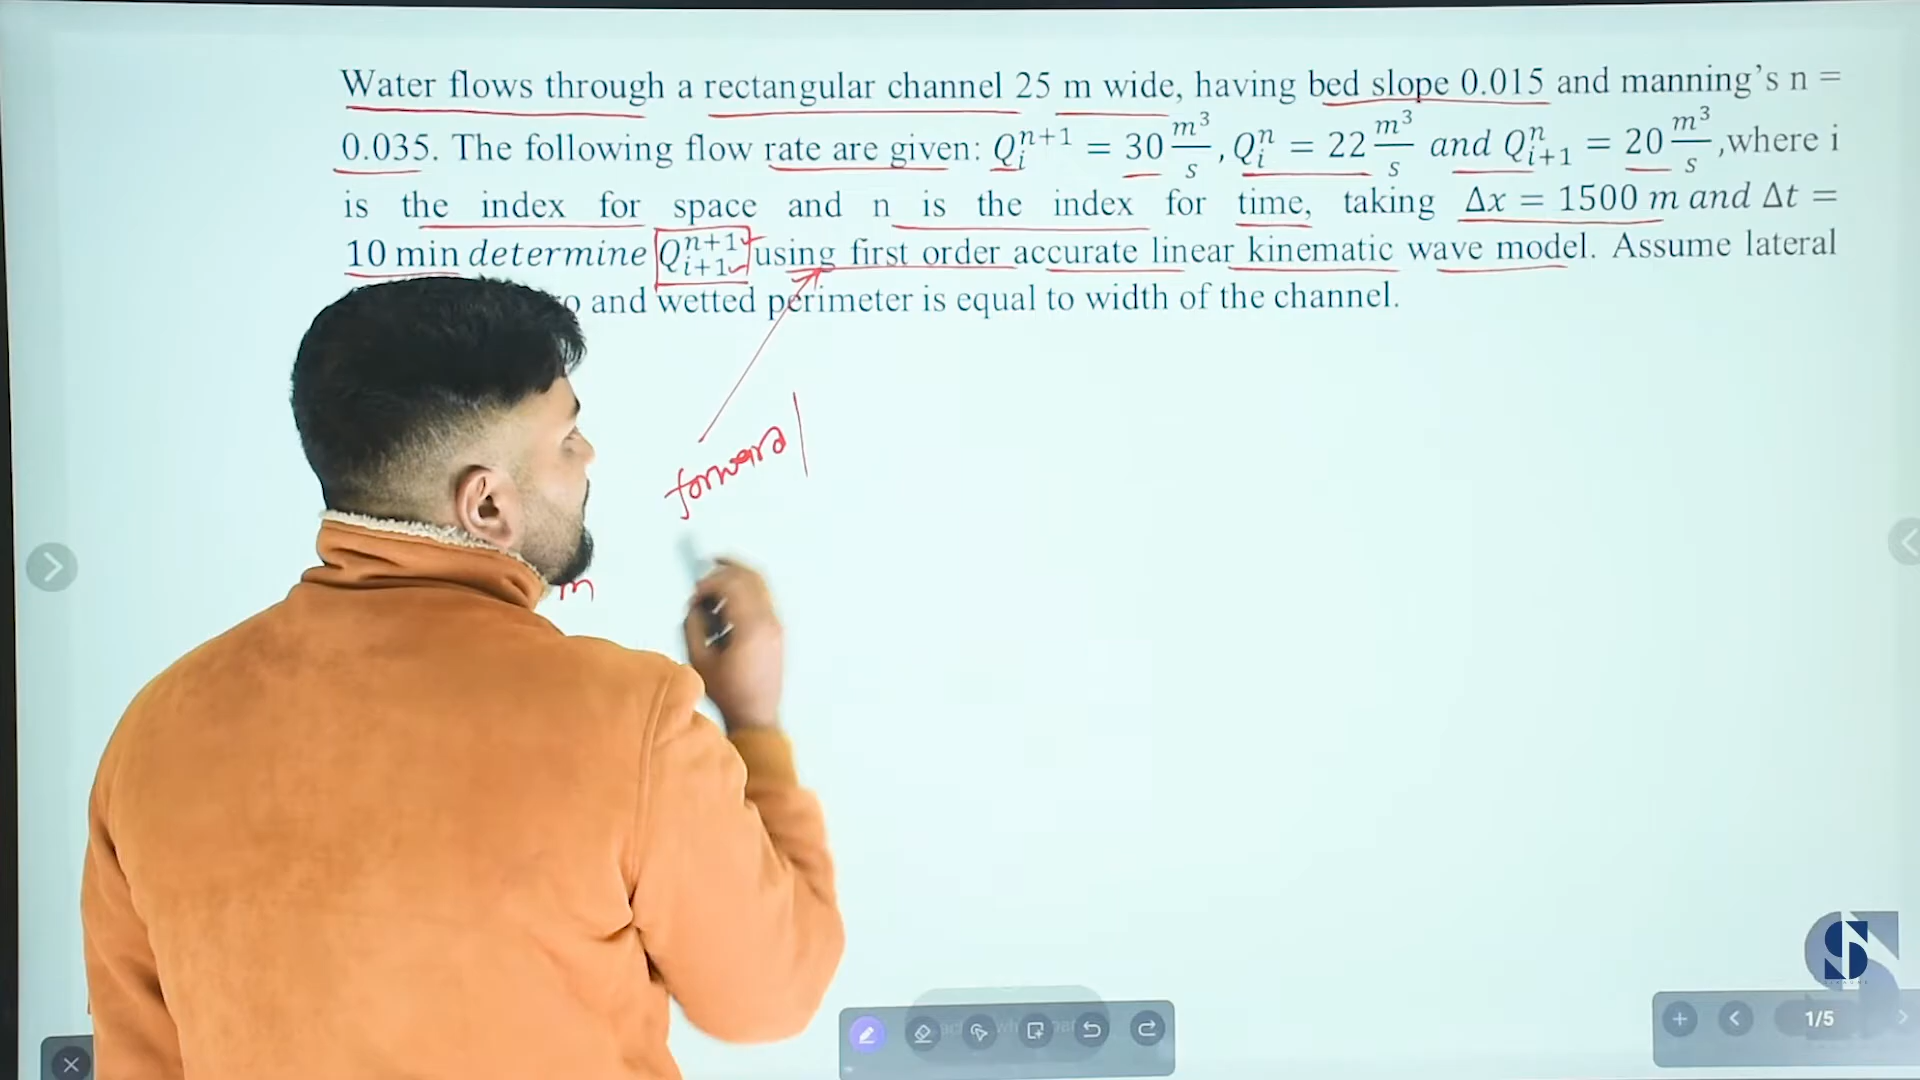 Water flows through a rectangular channel 25 m wide, having bed slope 0.015 and manning's n =
0.035. The following flow rate are given: Q_i^{n+1} = 30 m³/s, Q_i^n = 22 m³/s and Q_{i+1}^n = 20 m³/s, where i
is the index for space and n is the index for time, taking Δx = 1500 m and Δt =
10 min determine Q_{i+1}^{n+1} using first order accurate linear kinematic wave model. Assume lateral
and wetted perimeter is equal to width of the channel.
forward
m
S
1/5